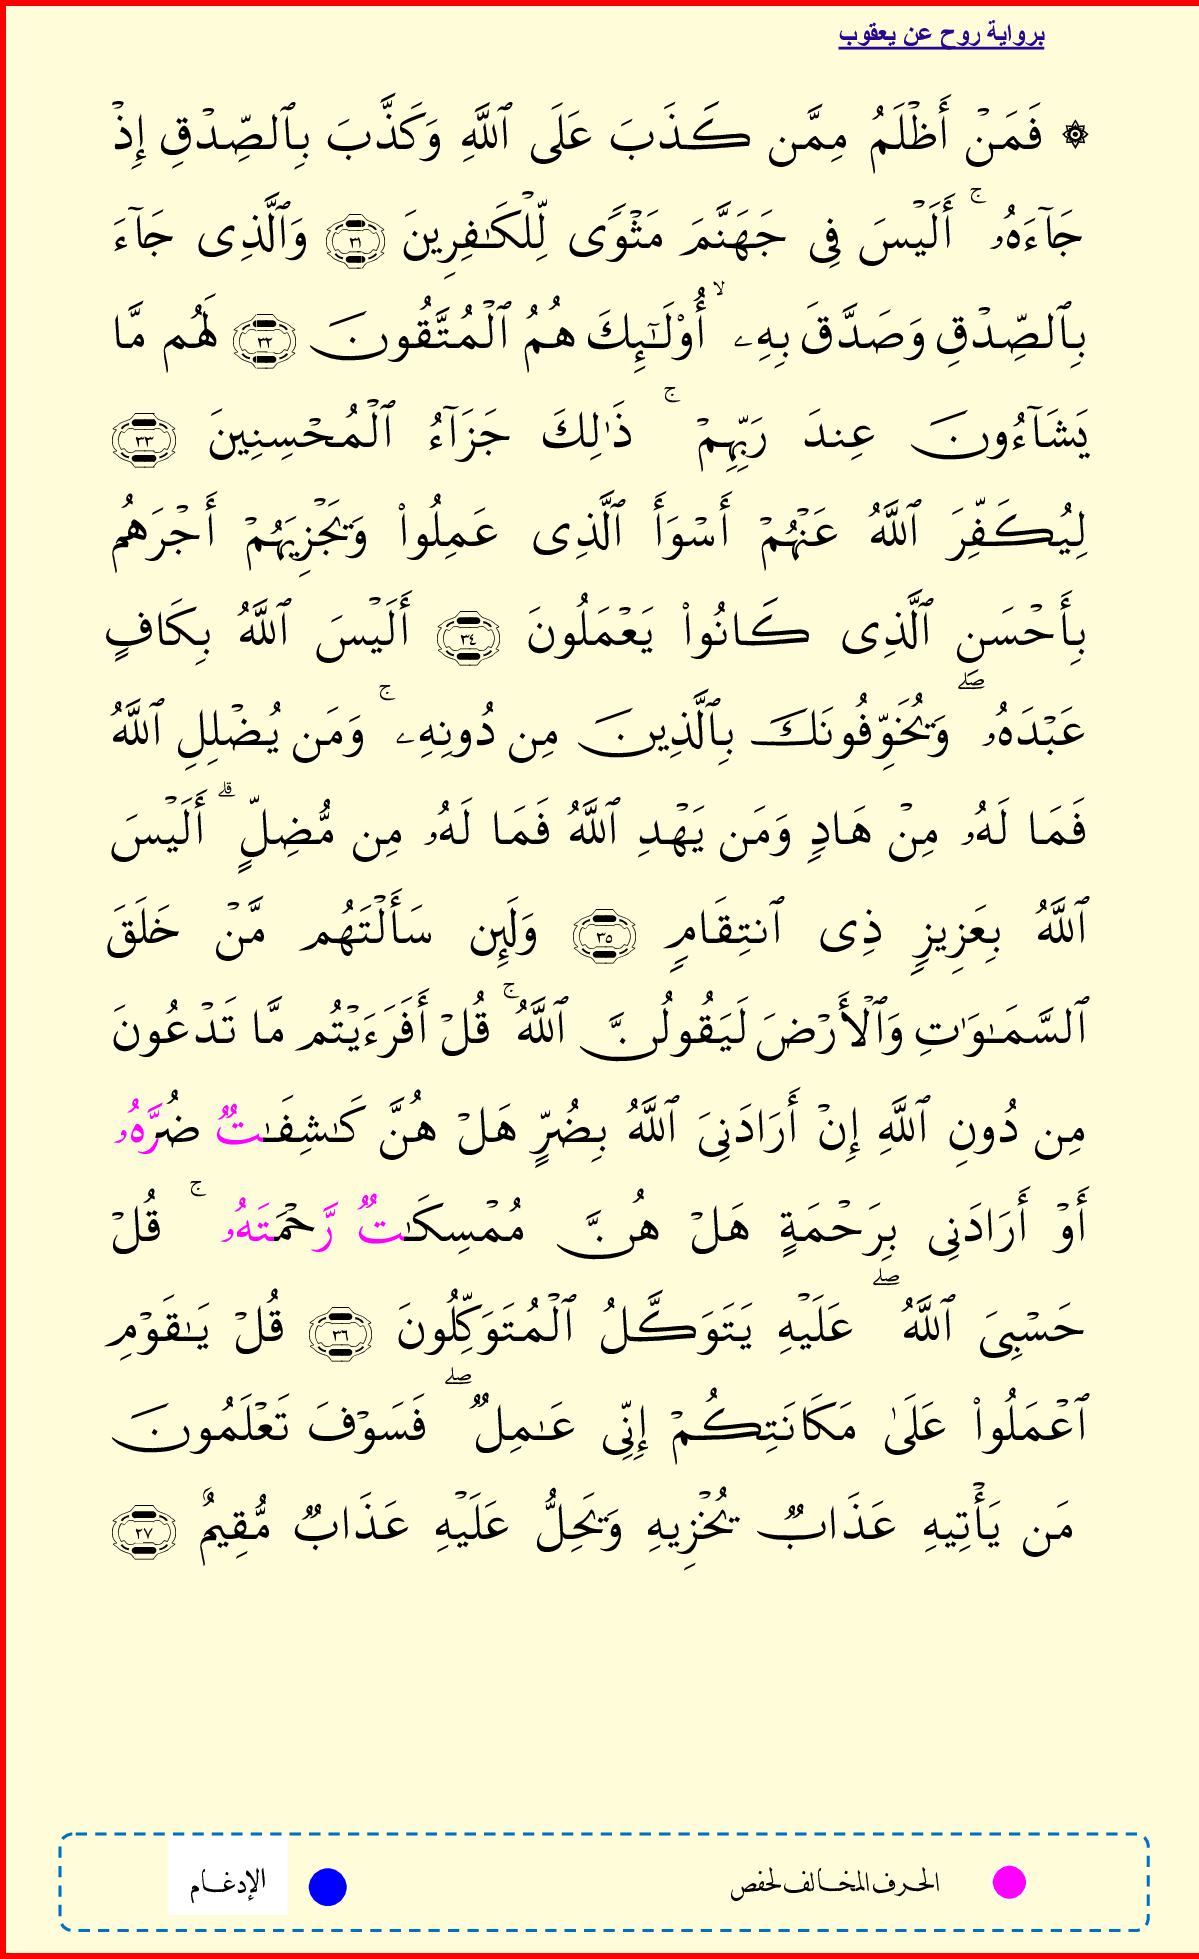 برواية روح عن يعقوب
۞ فَمَنۡ أَظۡلَمُ مِمَّن كَذَبَ عَلَى ٱللَّهِ وَكَذَّبَ بِٱلصِّدۡقِ إِذۡ
جَآءَهُۥۚ أَلَيۡسَ فِى جَهَنَّمَ مَثۡوًى لِّلۡكَٰفِرِينَ ٣١ وَٱلَّذِى جَآءَ
بِٱلصِّدۡقِ وَصَدَّقَ بِهِۦۙ أُوْلَٰٓئِكَ هُمُ ٱلۡمُتَّقُونَ ٣٢ لَهُم مَّا
يَشَآءُونَ عِندَ رَبِّهِمۡۚ ذَٰلِكَ جَزَآءُ ٱلۡمُحۡسِنِينَ ٣٣
لِيُكَفِّرَ ٱللَّهُ عَنۡهُمۡ أَسۡوَأَ ٱلَّذِى عَمِلُواْ وَيَجۡزِيَهُمۡ أَجۡرَهُم
بِأَحۡسَنِ ٱلَّذِى كَانُواْ يَعۡمَلُونَ ٣٤ أَلَيۡسَ ٱللَّهُ بِكَافٍ
عَبۡدَهُۥۖ وَيُخَوِّفُونَكَ بِٱلَّذِينَ مِن دُونِهِۦۚ وَمَن يُضۡلِلِ ٱللَّهُ
فَمَا لَهُۥ مِنۡ هَادٍ وَمَن يَهۡدِ ٱللَّهُ فَمَا لَهُۥ مِن مُّضِلٍّۗ أَلَيۡسَ
ٱللَّهُ بِعَزِيزٍ ذِى ٱنتِقَامٍ ٣٥ وَلَئِن سَأَلۡتَهُم مَّنۡ خَلَقَ
ٱلسَّمَٰوَٰتِ وَٱلۡأَرۡضَ لَيَقُولُنَّ ٱللَّهُۚ قُلۡ أَفَرَءَيۡتُم مَّا تَدۡعُونَ
مِن دُونِ ٱللَّهِ إِنۡ أَرَادَنِىَ ٱللَّهُ بِضُرٍّ هَلۡ هُنَّ كَٰشِفَٰتٌ ضُرَّهُۥ
أَوۡ أَرَادَنِى بِرَحۡمَةٍ هَلۡ هُنَّ مُمۡسِكَٰتٌ رَّحۡمَتَهُۥۚ قُلۡ
حَسۡبِىَ ٱللَّهُۖ عَلَيۡهِ يَتَوَكَّلُ ٱلۡمُتَوَكِّلُونَ ٣٦ قُلۡ يَٰقَوۡمِ
ٱعۡمَلُواْ عَلَىٰ مَكَانَتِكُمۡ إِنِّى عَٰمِلٌۖ فَسَوۡفَ تَعۡلَمُونَ
مَن يَأۡتِيهِ عَذَابٌ يُخۡزِيهِ وَيَحِلُّ عَلَيۡهِ عَذَابٌ مُّقِيمٌ ٣٧
الحرف المخالف لحفص
الإدغام